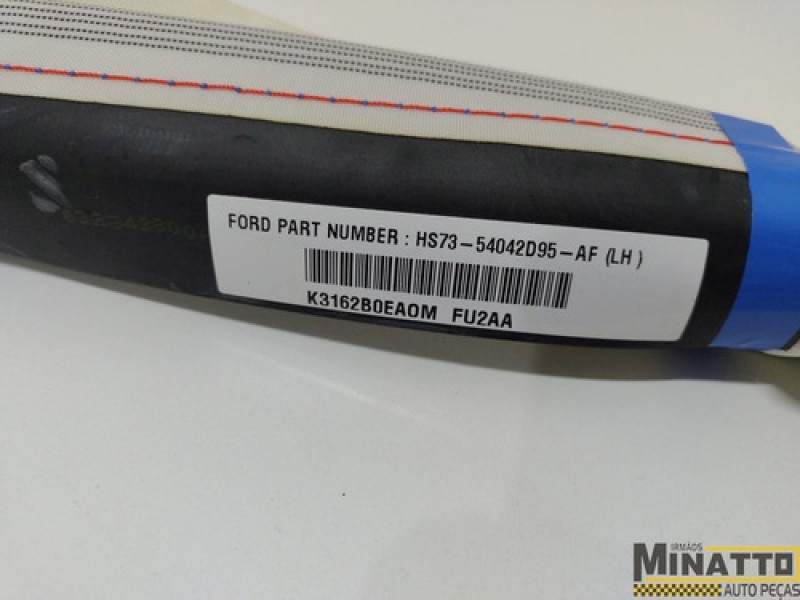 FORD PART NUMBER : HS73-54042D95-AF (LH)
K3162B0EAOM FU2AA
IRMÃOS
MINATTO
AUTO PEÇAS